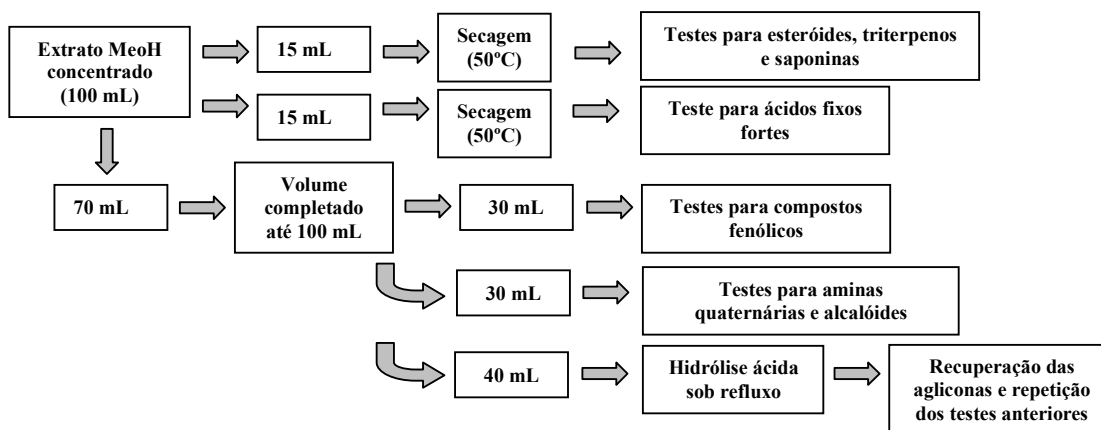 Extrato MeoH
concentrado
(100 mL)
15 mL
Secagem
(50ºC)
Testes para esteróides, triterpenos
e saponinas
15 mL
Secagem
(50ºC)
Teste para ácidos fixos
fortes
70 mL
Volume
completado
até 100 mL
30 mL
Testes para compostos
fenólicos
30 mL
Testes para aminas
quaternárias e alcalóides
40 mL
Hidrólise ácida
sob refluxo
Recuperação das
agliconas e repetição
dos testes anteriores